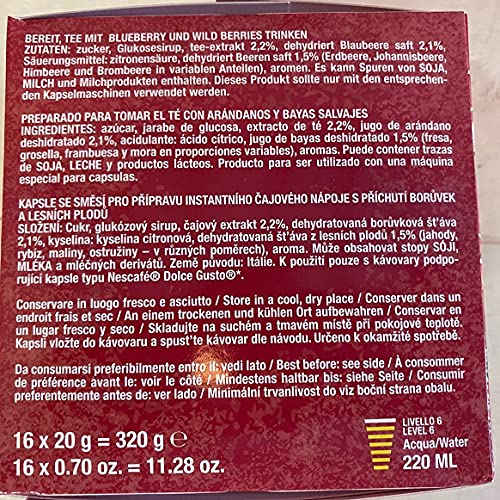 BEREIT, TEE MIT BLUEBERRY UND WILD BERRIES TRINKEN
ZUTATEN: zucker, Glukosesirup, tee-extrakt 2,2%, dehydriert Blaubeere saft 2,1%,
Säuerungsmittel: zitronensäure, dehydriert Beeren saft 1,5% (Erdbeere, Johannisbeere,
Himbeere und Brombeere in variablen Antellen), aromen. Es kann Spuren von SOJA,
MILCH und Milchprodukten enthalten. Dieses Produkt sollte nur mit den entsprechen-
den Kapselmaschinen verwendet werden.
PREPARADO PARA TOMAR EL TÉ CON ARÁNDANOS Y BAYAS SALVAJES
INGREDIENTES: azúcar, jarabe de glucosa, extracto de té 2,2%, jugo de arándano
deshidratado 2,1%, acidulante: ácido cítrico, jugo de bayas deshidratado 1,5% (fresa,
grosella, frambuesa y mora en proporciones variables), aromas. Puede contener trazas
de SOJA, LECHE y productos lácteos. Producto para ser utilizado con una máquina
especial para capsulas.
KAPSLE SE SMĚSÍ PRO PŘÍPRAVU INSTANTNÍHO ČAJOVÉHO NÁPOJE S PŘÍCHUTÍ BORŮVEK
A LESNÍCH PLODŮ
SLOŽENÍ: Cukr, glukózový sirup, čajový extrakt 2,2%, dehydratovaná borůvková šťáva
2,1%, kyselina: kyselina citronová, dehydratovaná šťáva z lesních plodů 1,5% (jahody,
rybíz, maliny, ostružiny – v různých poměrech), aroma. Může obsahovat stopy SÓJI,
MLÉKA a mléčných derivátů. Země původu: Itálie. K použití pouze s kávovary podpo-
rující kapsle typu Nescafé® Dolce Gusto®*.
Conservare in luogo fresco e asciutto / Store in a cool, dry place / Conserver dans un
endroit frais et sec / An einem trockenen und kühlen Ort aufbewahren / Conservar en
un lugar fresco y seco / Skladujte na suchém a tmavém místě při pokojové teplotě.
Kapsli vložte do kávovaru a spusťte kávovar dle návodu. Určeno k okamžité spotřebě.
Da consumarsi preferibilmente entro il: vedi lato / Best before: see side / À consommer
de préférence avant le: voir le côté / Mindestens haltbar bis: siehe Seite / Consumir
preferentemente antes de: ver lado / Minimální trvanlivost do viz boční strana obalu.
16 x 20 g = 320 g ℮
16 x 0.70 oz. = 11.28 oz.
LIVELLO 6
LEVEL 6
Acqua/Water
220 ML